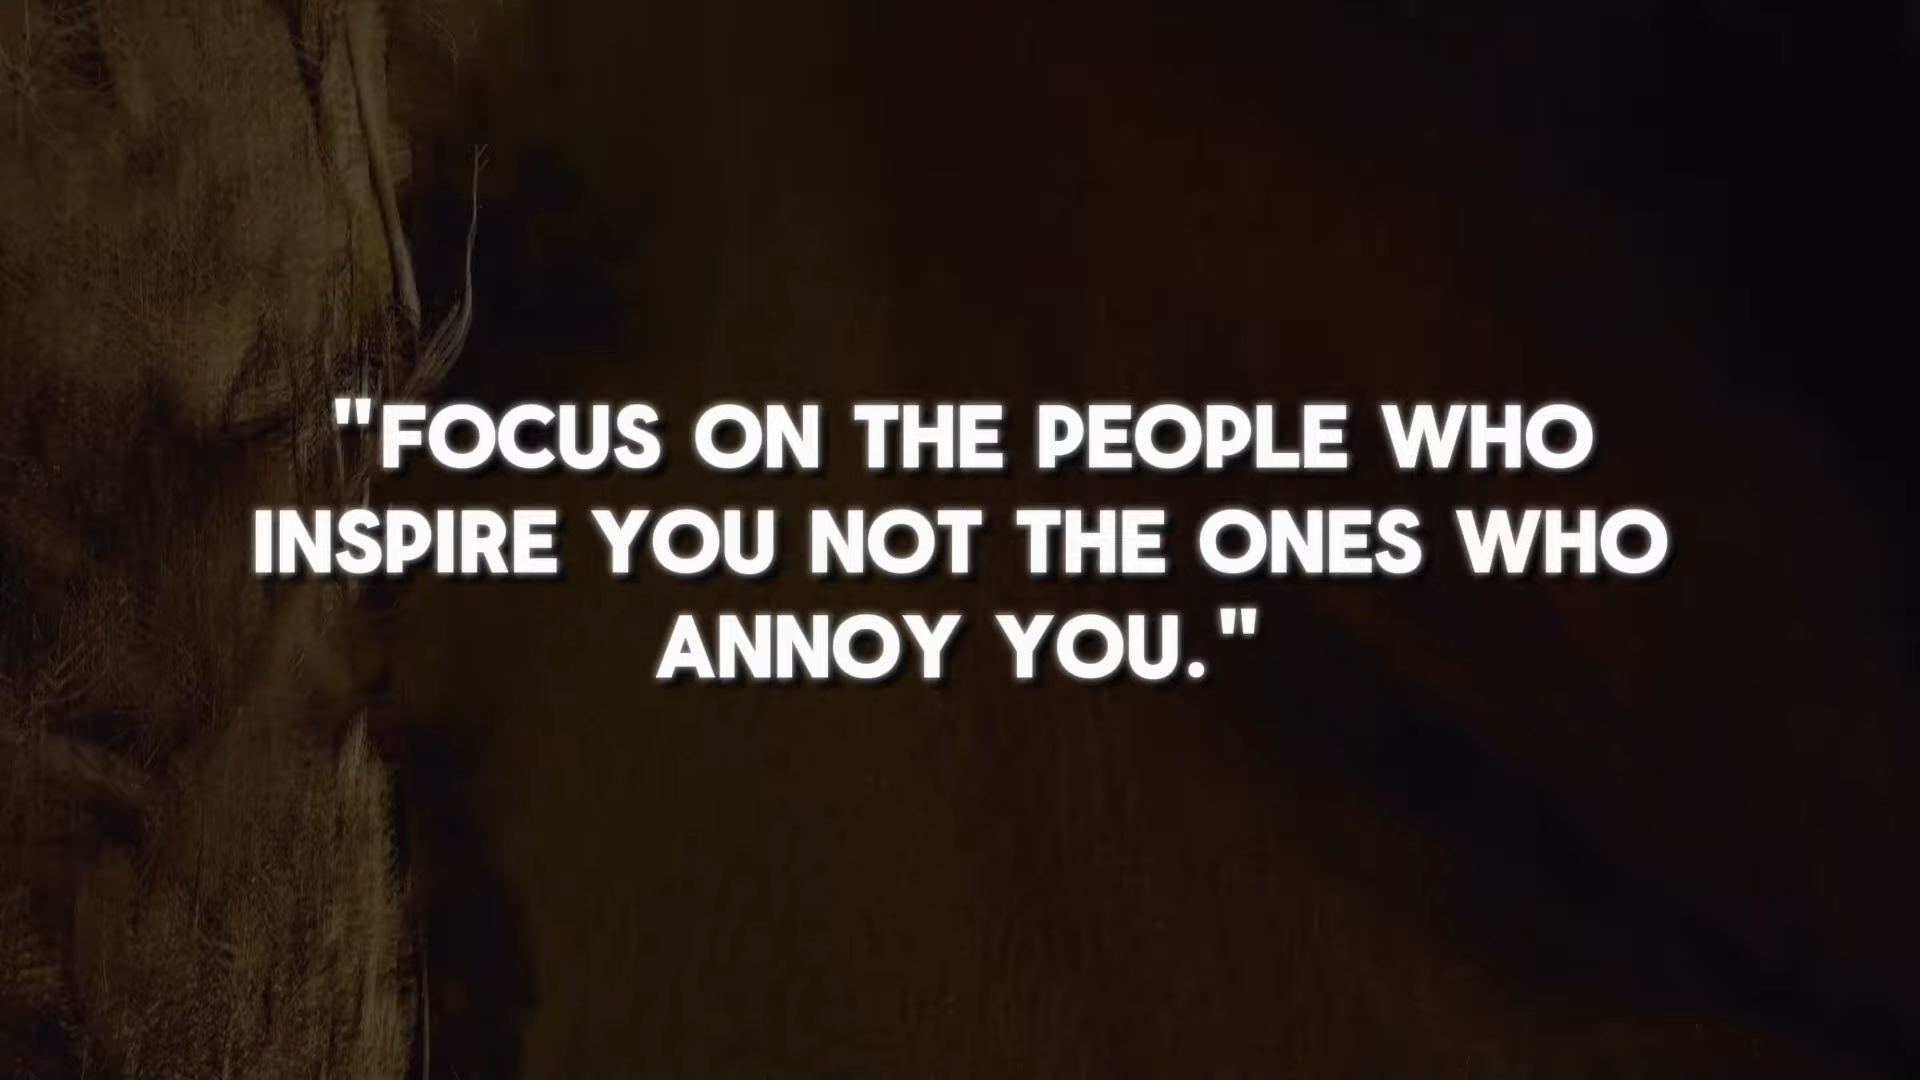 "FOCUS ON THE PEOPLE WHO
INSPIRE YOU NOT THE ONES WHO
ANNOY YOU."